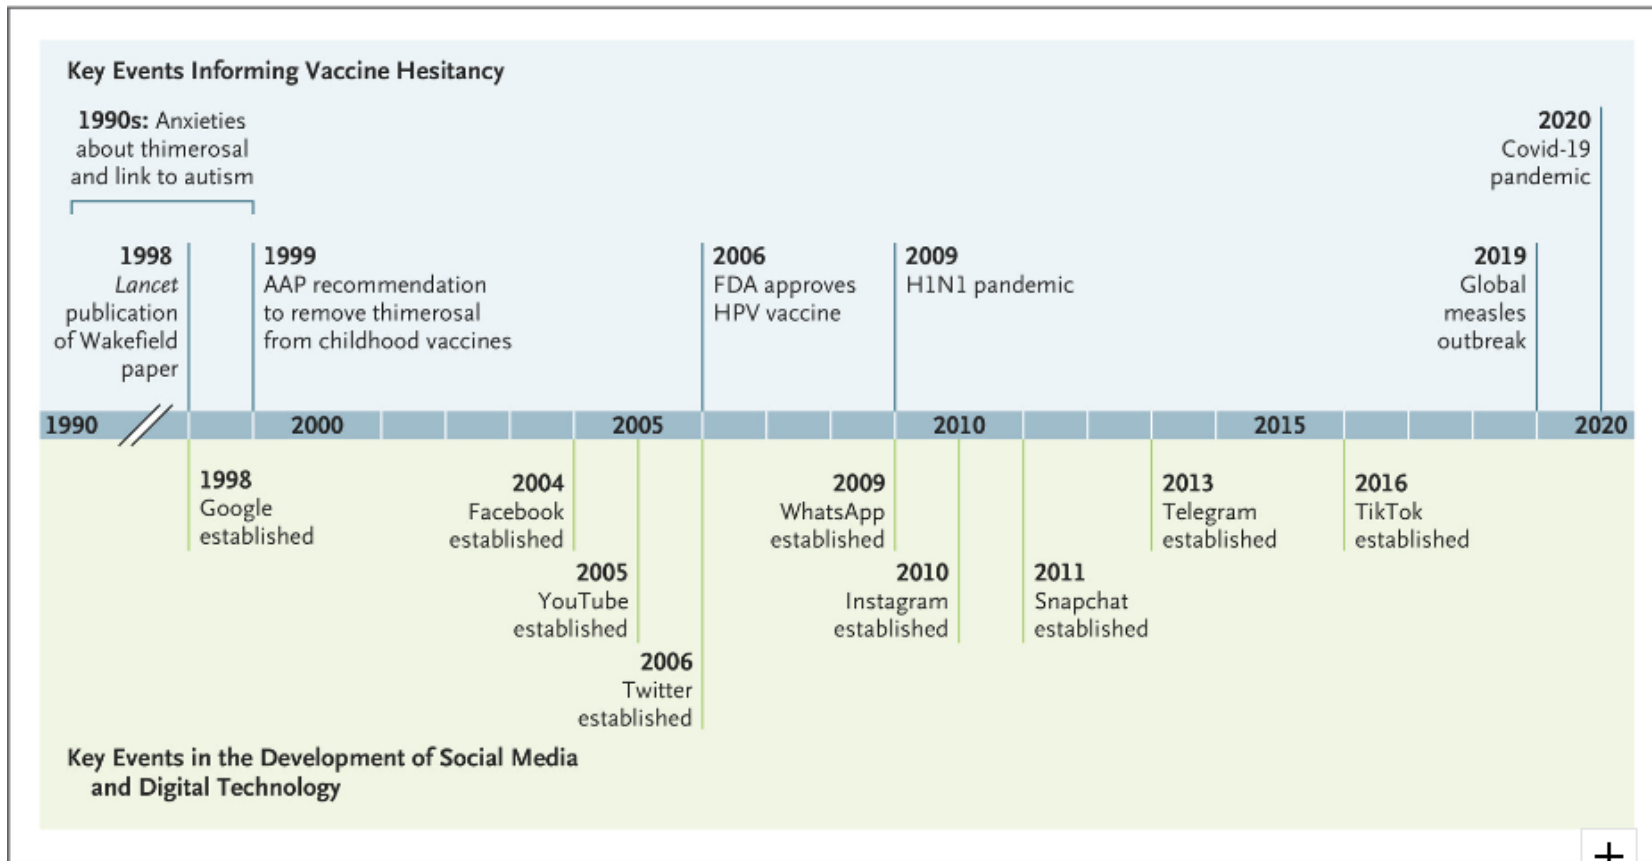 Key Events Informing Vaccine Hesitancy
1990s: Anxieties
about thimerosal
and link to autism
2020
Covid-19
pandemic
1998
Lancet
publication
of Wakefield
paper
1999
AAP recommendation
to remove thimerosal
from childhood vaccines
2006
FDA approves
HPV vaccine
2009
H1N1 pandemic
2019
Global
measles
outbreak
1990 2000 2005 2010 2015 2020
1998
Google
established
2004
Facebook
established
2005
YouTube
established
2006
Twitter
established
2009
WhatsApp
established
2010
Instagram
established
2011
Snapchat
established
2013
Telegram
established
2016
TikTok
established
Key Events in the Development of Social Media
and Digital Technology